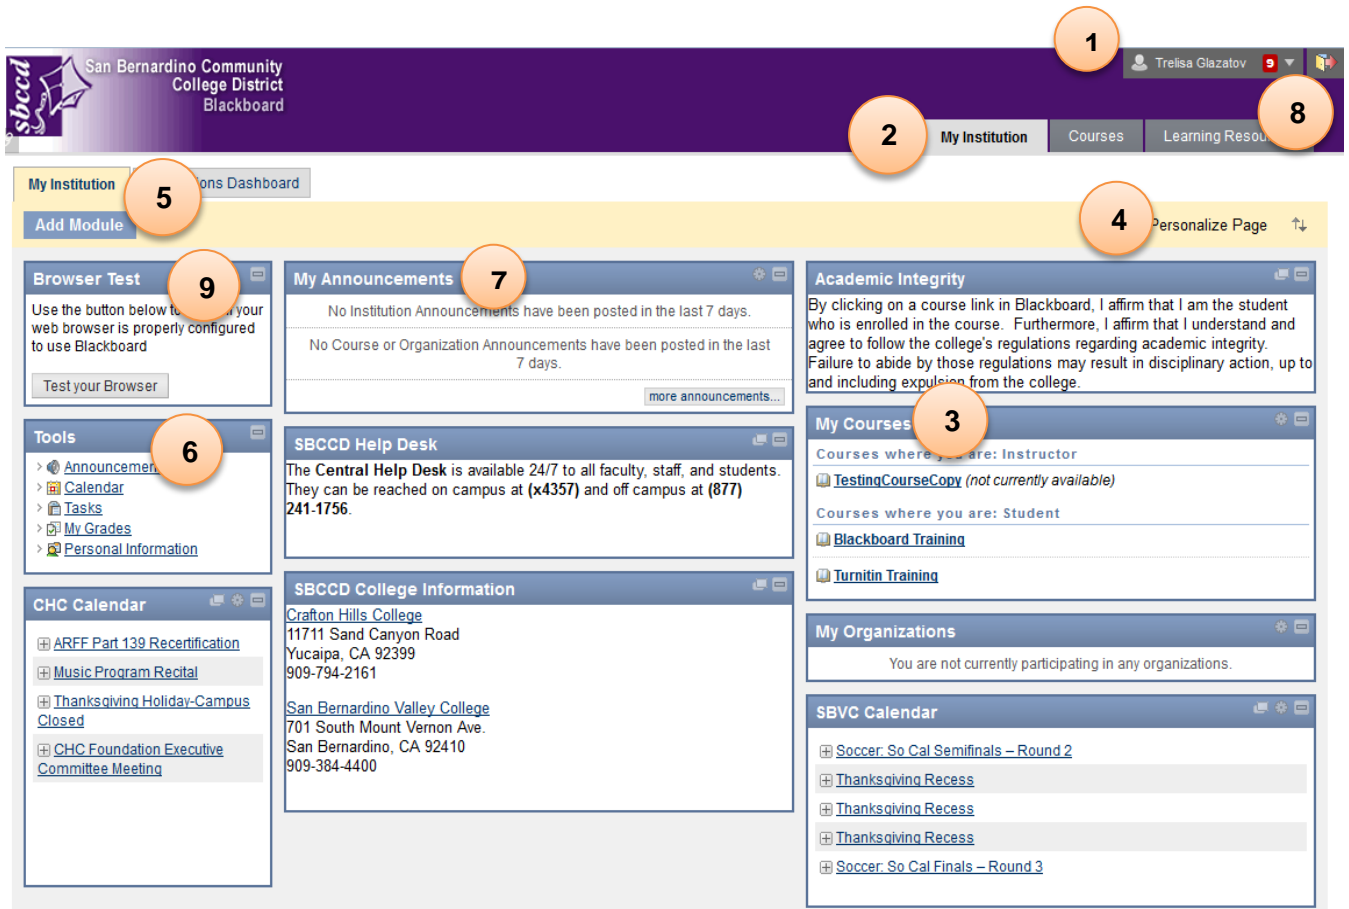 1
Trelisa Glazatov 9
sbccd
San Bernardino Community
College District
Blackboard
2
My Institution
Courses
Learning
8
My Institution
5
Dashboard
Add Module
4
Personalize Page
Browser Test
9
Use the button below
your
web browser is properly configured
to use Blackboard
Test your Browser
Tools
6
Calendar
Tasks
My Grades
Personal Information
CHC Calendar
ARFF Part 139 Recertification
Music Program Recital
Thanksgiving Holiday-Campus
Closed
CHC Foundation Executive
Committee Meeting
My Announcements
7
No Institution Announcements have been posted in the last 7 days.
No Course or Organization Announcements have been posted in the last
7 days.
more announcements...
SBCCD Help Desk
The Central Help Desk is available 24/7 to all faculty, staff, and students.
They can be reached on campus at (x4357) and off campus at (877)
241-1756.
SBCCD College Information
Crafton Hills College
11711 Sand Canyon Road
Yucaipa, CA 92399
909-794-2161
San Bernardino Valley College
701 South Mount Vernon Ave.
San Bernardino, CA 92410
909-384-4400
Academic Integrity
By clicking on a course link in Blackboard, I affirm that I am the student
who is enrolled in the course. Furthermore, I affirm that I understand and
agree to follow the college's regulations regarding academic integrity.
Failure to abide by those regulations may result in disciplinary action, up to
and including expulsion from the college.
My Courses
3
Courses where you are: Instructor
TestingCourseCopy (not currently available)
Courses where you are: Student
Blackboard Training
Turnitin Training
My Organizations
You are not currently participating in any organizations.
SBVC Calendar
Soccer: So Cal Semifinals – Round 2
Thanksgiving Recess
Thanksgiving Recess
Thanksgiving Recess
Soccer: So Cal Finals – Round 3